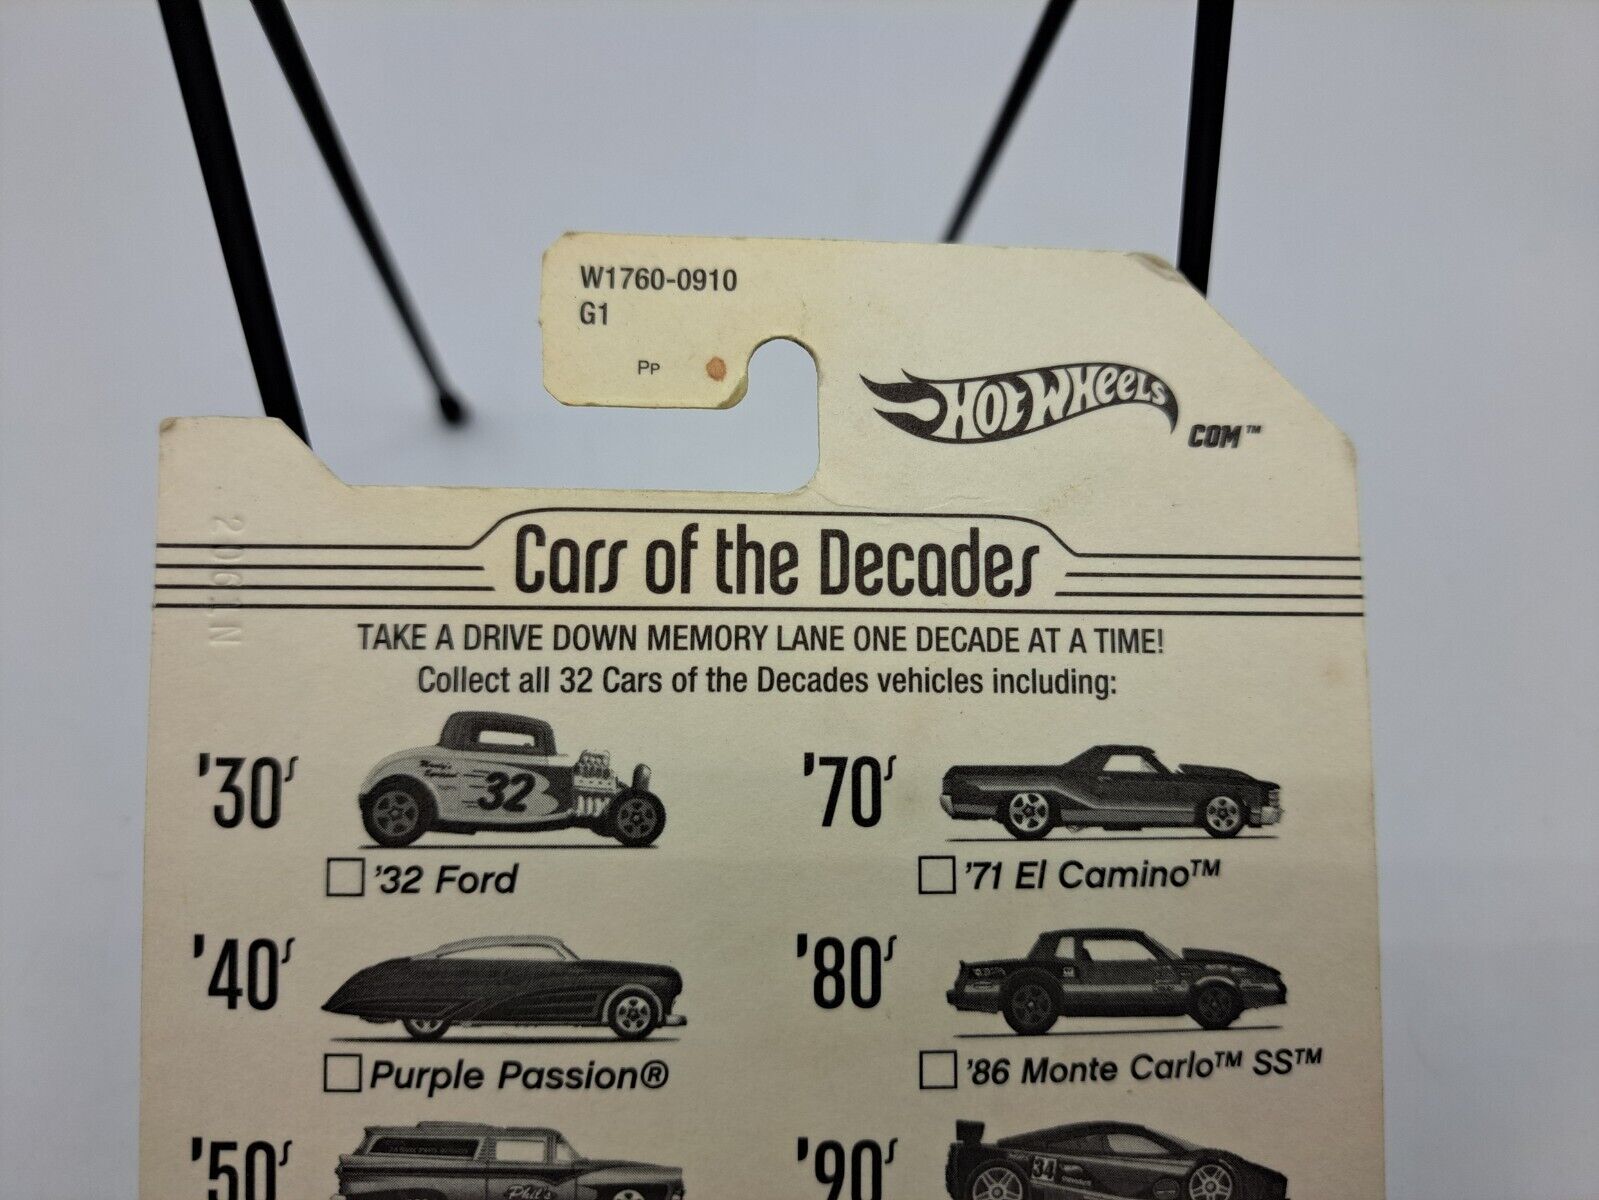 W1760-0910
G1
PP
HOT WHEELS
COM™
Cars of the Decades
TAKE A DRIVE DOWN MEMORY LANE ONE DECADE AT A TIME!
Collect all 32 Cars of the Decades vehicles including:
'30s
32
'32 Ford
'70s
'71 El Camino™
'40s
Purple Passion®
'80s
'86 Monte Carlo™ SS™
'50s
Phil's
'90s
34